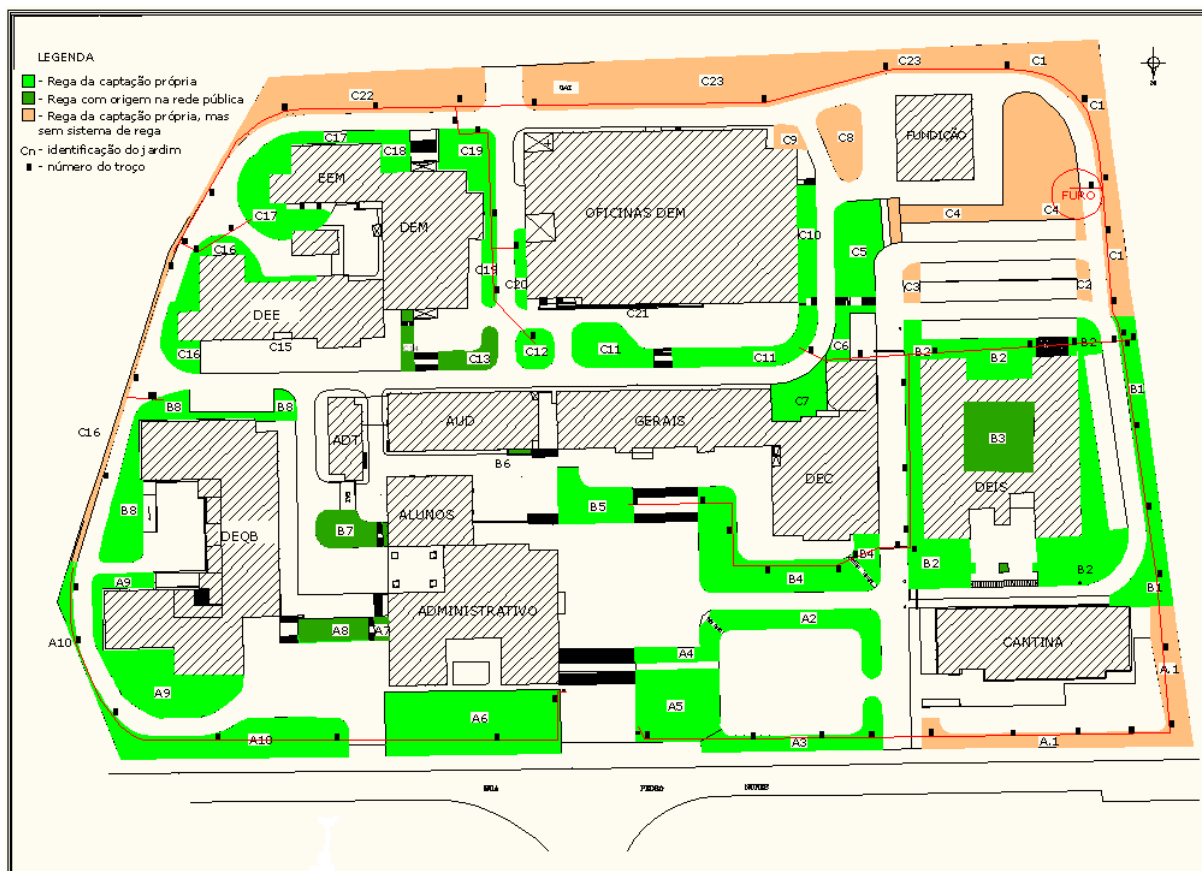 LEGENDA
- Rega da captação própria
- Rega com origem na rede pública
- Rega da captação própria, mas
sem sistema de rega
Cn - identificação do jardim
- número do troço
C22
C23
C23
C1
C1
C17
C18
C19
C9
C8
FUNDIÇÃO
EEM
DEM
OFICINAS DEM
FURO
C17
C4
C4
C16
C10
C5
C1
C19
C20
C3
C2
DEE
C21
C15
C16
C13
C12
C11
C11
C6
B2
B2
B2
B1
B8
B8
C7
C16
ADT
AUD
GERAIS
B3
B6
DEC
DEIS
B8
B5
DEQB
B7
ALUNOS
B4
B4
B2
B2
B1
A9
ADMINISTRATIVO
A2
A8
A7
A10
A4
CANTINA
A.1
A9
A6
A5
A10
A3
A.1
RUA PEDRO NUNES